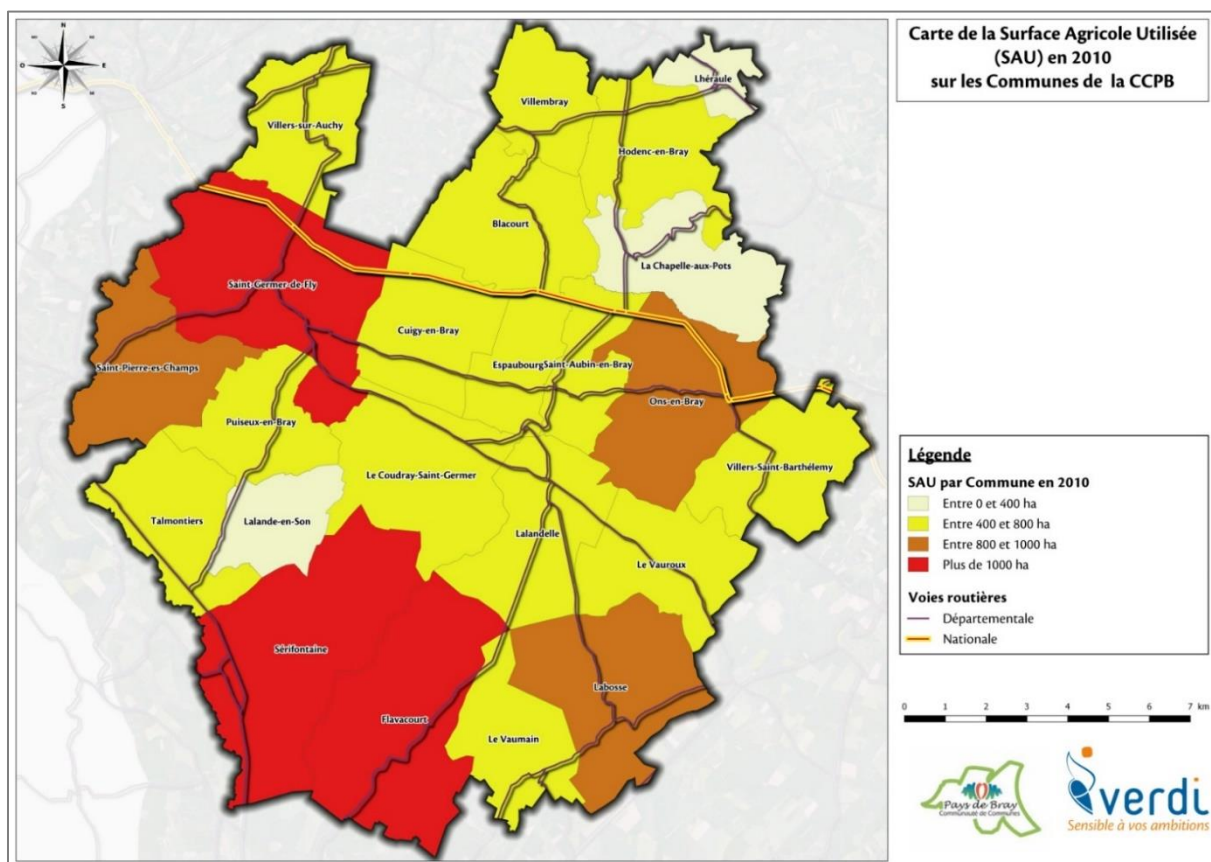 Carte de la Surface Agricole Utilisée
(SAU) en 2010
sur les Communes de la CCPB
N
O
E
S
Lhéraule
Villembray
Villers-sur-Auchy
Hodenc-en-Bray
Blacourt
La Chapelle-aux-Pots
Saint-Germer-de-Fly
Cuigy-en-Bray
Espaubourg
Saint-Aubin-en-Bray
Saint-Pierre-es-Champs
Ons-en-Bray
Puiseux-en-Bray
Le Coudray-Saint-Germer
Villers-Saint-Barthélemy
Talmontiers
Lalande-en-Son
Lalandelle
Le Vauroux
Sérifontaine
Labosse
Flavacourt
Le Vaumain
Légende
SAU par Commune en 2010
Entre 0 et 400 ha
Entre 400 et 800 ha
Entre 800 et 1000 ha
Plus de 1000 ha
Voies routières
Départementale
Nationale
0 1 2 3 4 5 6 7 km
Pays de Bray
Communauté de Communes
verdi
Sensible à vos ambitions